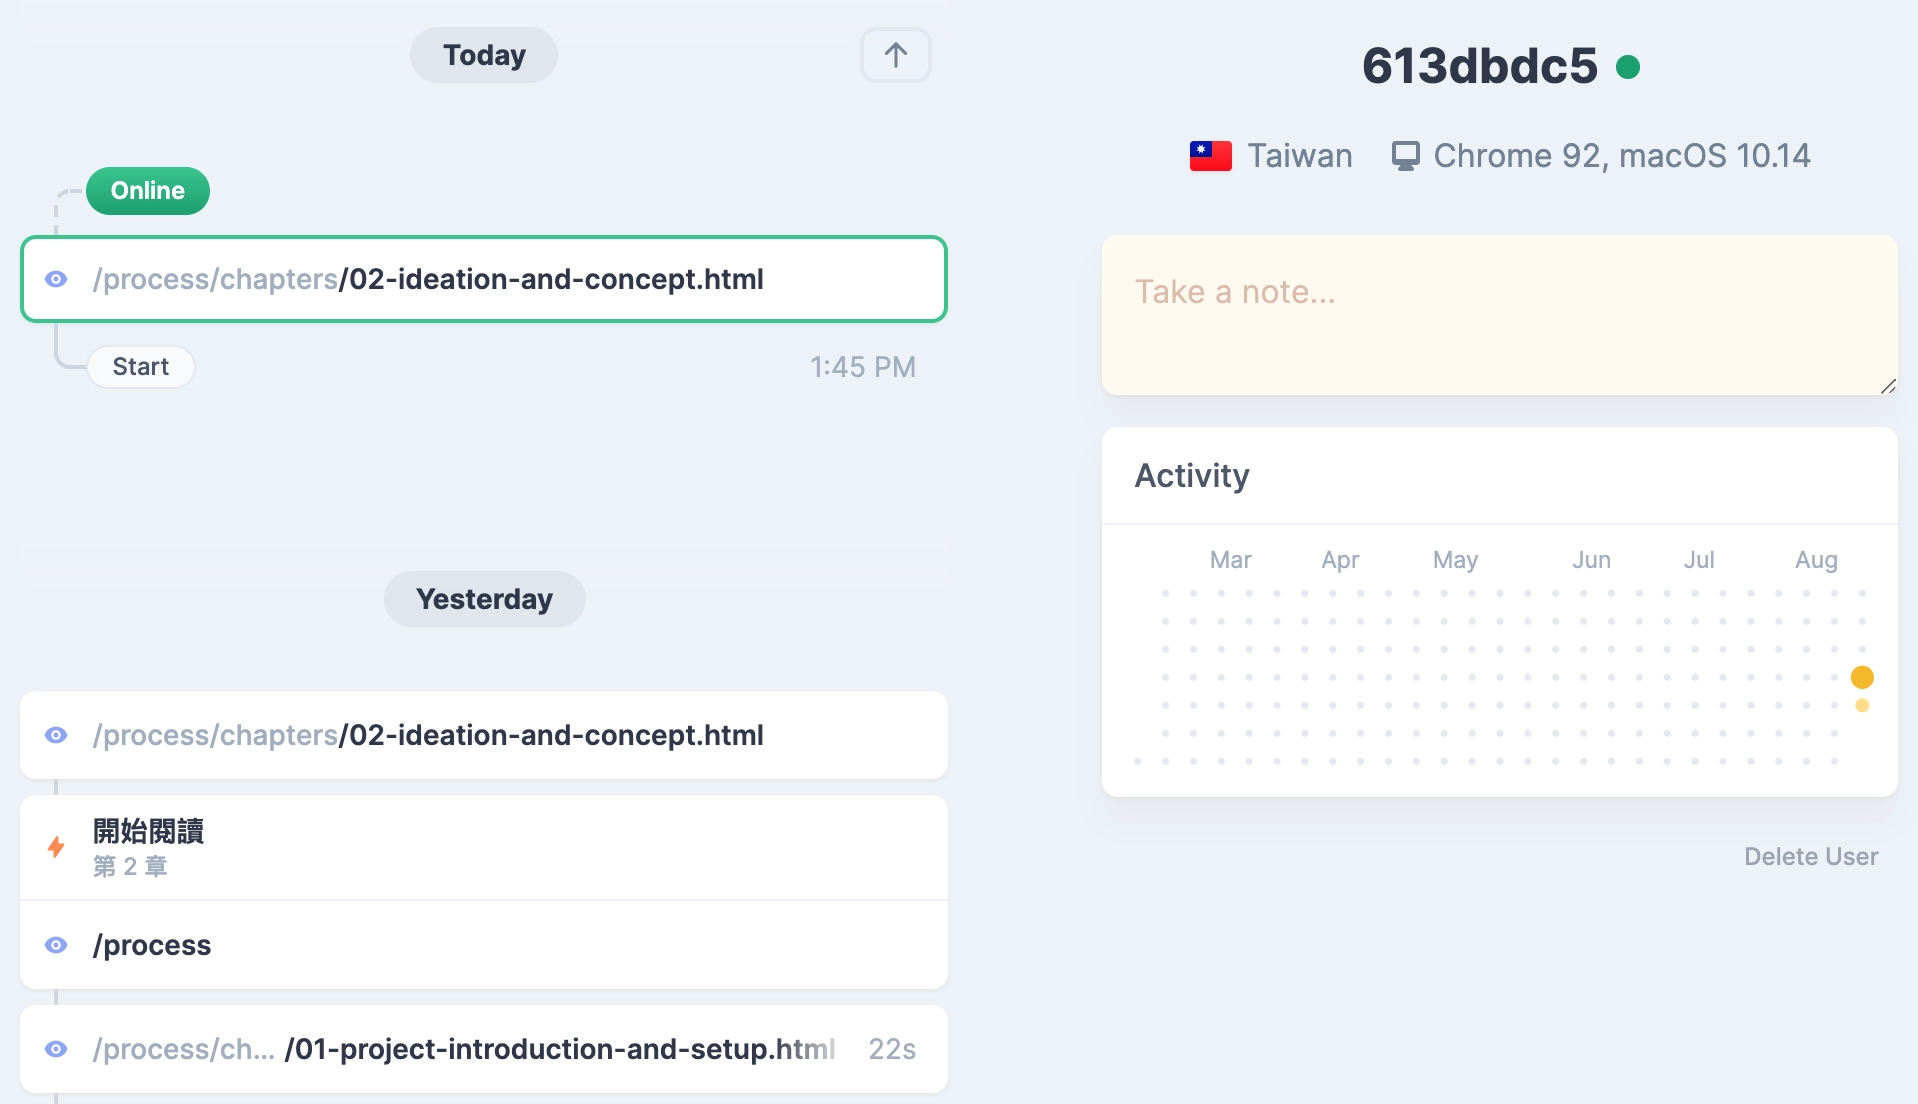 Today
Online
/process/chapters/02-ideation-and-concept.html
Start
1:45 PM
Yesterday
/process/chapters/02-ideation-and-concept.html
開始閱讀
第 2 章
/process
/process/ch... /01-project-introduction-and-setup.html
22s
613dbdc5
Taiwan
Chrome 92, macOS 10.14
Take a note...
Activity
Mar Apr May Jun Jul Aug
Delete User